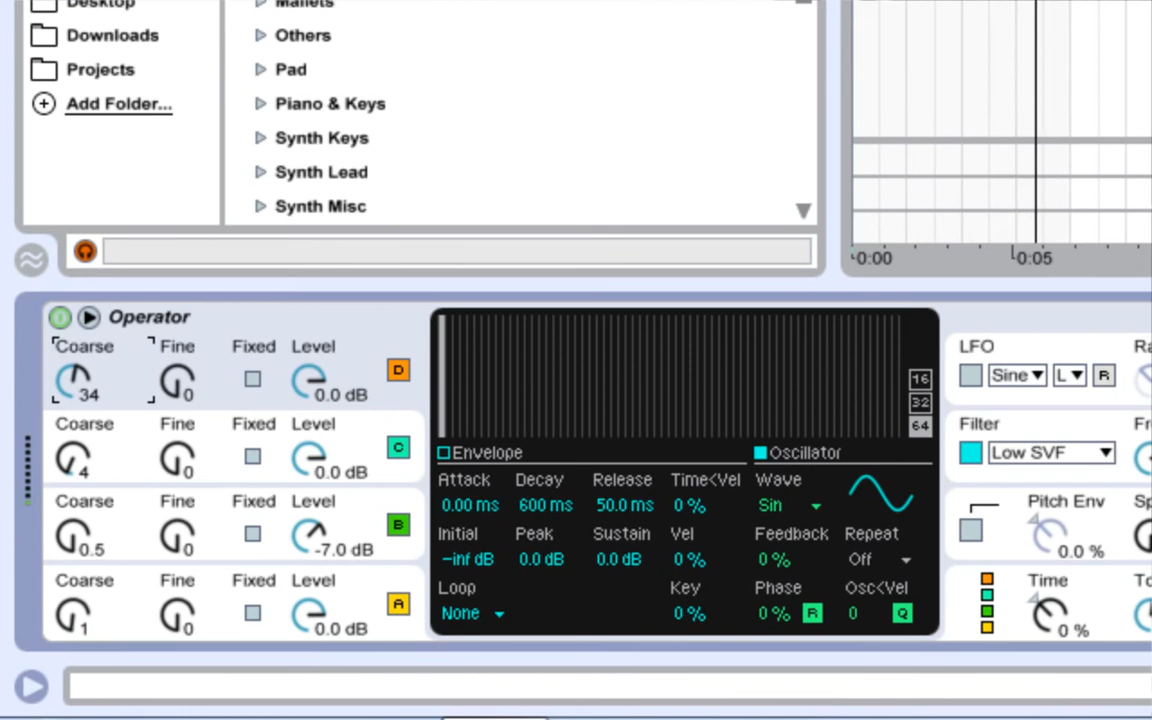 Desktop
Mallets
Downloads
Others
Projects
Pad
Add Folder...
Piano & Keys
Synth Keys
Synth Lead
Synth Misc
0:00
0:05
Operator
Coarse Fine Fixed Level
34 0 0.0 dB D
Coarse Fine Fixed Level
4 0 0.0 dB C
Coarse Fine Fixed Level
0.5 0 -7.0 dB B
Coarse Fine Fixed Level
1 0 0.0 dB A
16
32
64
Envelope Oscillator
Attack Decay Release Time<Vel Wave
0.00 ms 600 ms 50.0 ms 0 % Sin
Initial Peak Sustain Vel Feedback Repeat
-inf dB 0.0 dB 0.0 dB 0 % 0 % Off
Loop Key Phase Osc<Vel
None 0 % 0 % R 0 Q
LFO
Sine L R
Filter
Low SVF
Pitch Env
0.0 %
Time
0 %